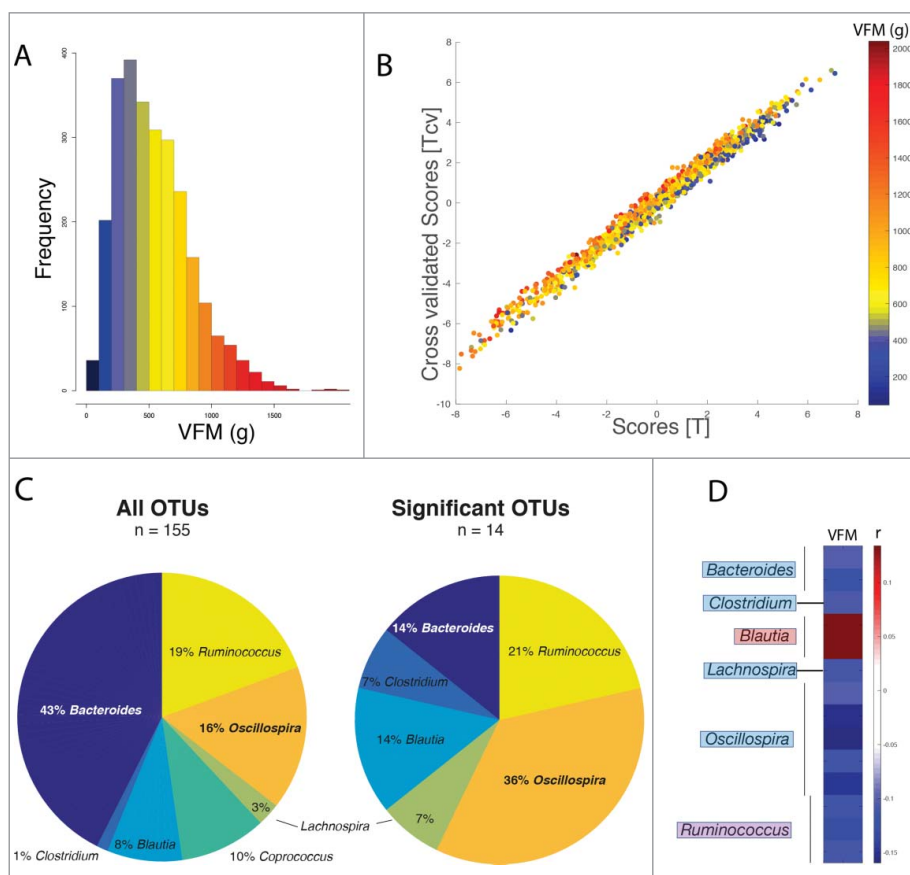 A
400
300
200
100
0
Frequency
0
500
1000
1500
VFM (g)
B
VFM (g)
8
6
4
2
0
-2
-4
-6
-8
-10
Cross validated Scores [Tcv]
-8
-6
-4
-2
0
2
4
6
8
Scores [T]
2000
1800
1600
1400
1200
1000
800
600
400
200
C
All OTUs
n = 155
19% Ruminococcus
43% Bacteroides
16% Oscillospira
3%
Lachnospira
8% Blautia
1% Clostridium
10% Coprococcus
Significant OTUs
n = 14
14% Bacteroides
21% Ruminococcus
7% Clostridium
14% Blautia
36% Oscillospira
7%
D
VFM
r
Bacteroides
Clostridium
Blautia
Lachnospira
Oscillospira
Ruminococcus
0.1
0.05
0
-0.05
-0.1
-0.15